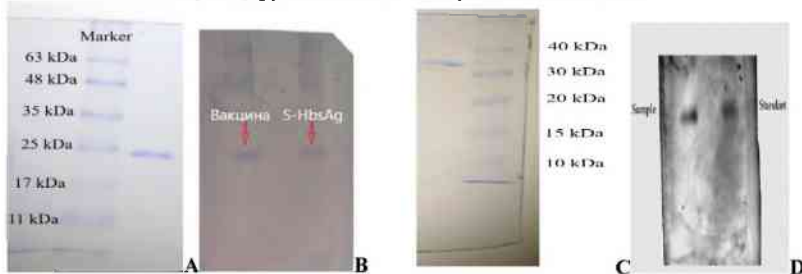 Marker
63 kDa
48 kDa
35 kDa
25 kDa
17 kDa
11 kDa
A
Вакцина S-HbsAg
B
40 kDa
30 kDa
20 kDa
15 kDa
10 kDa
C
Sample
D